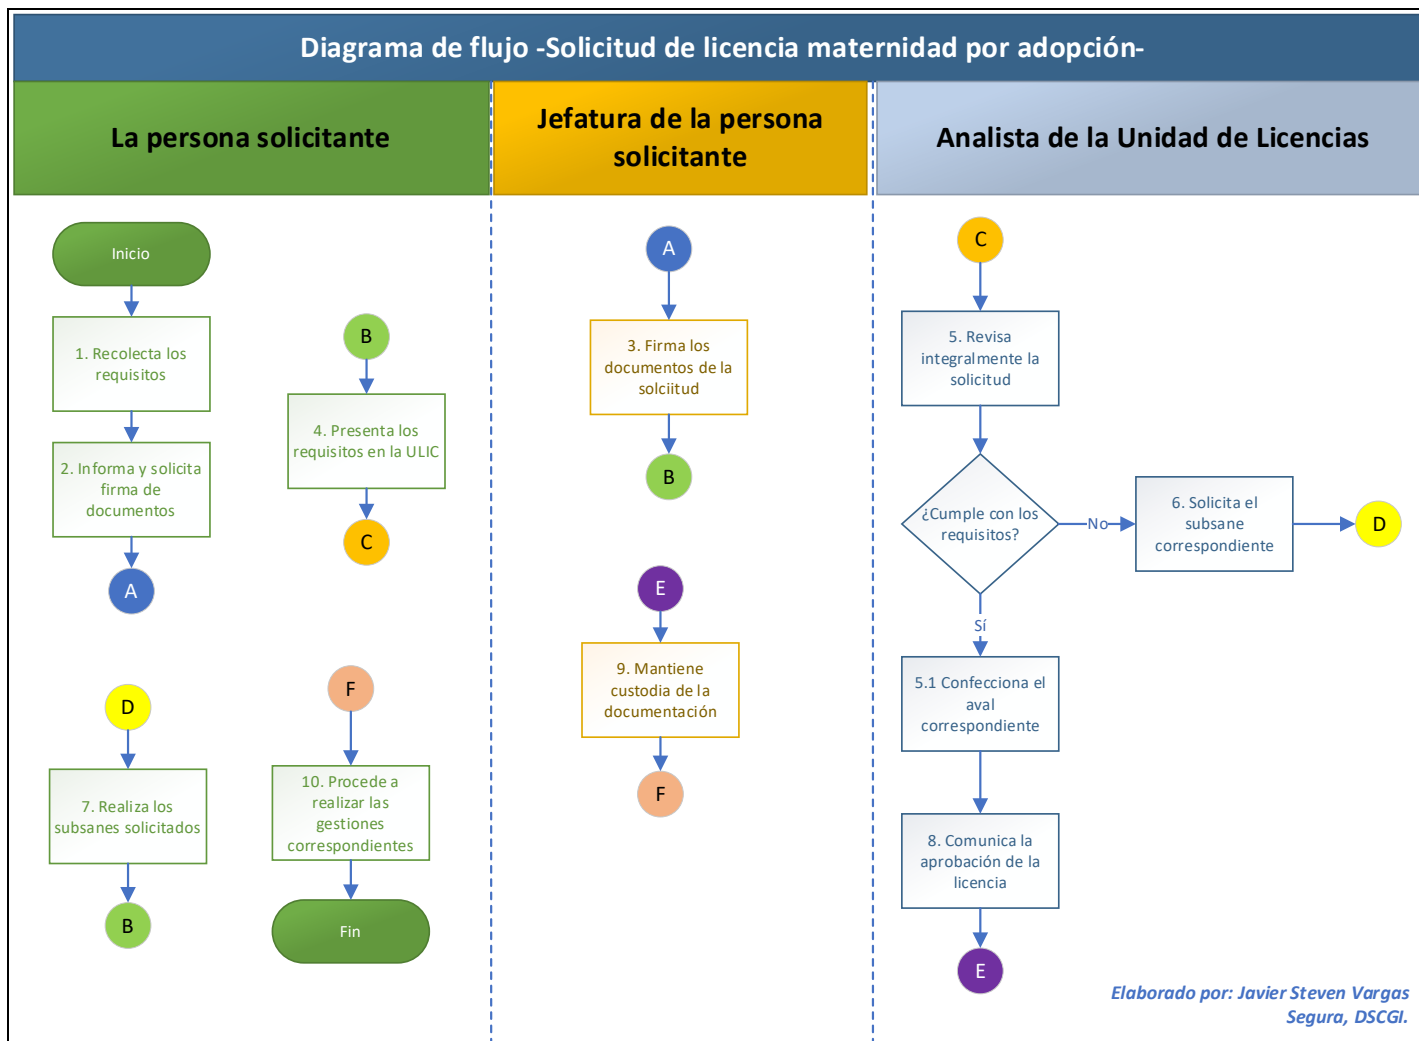 Diagrama de flujo -Solicitud de licencia maternidad por adopción-
La persona solicitante
Jefatura de la persona
solicitante
Analista de la Unidad de Licencias
Inicio
1. Recolecta los
requisitos
2. Informa y solicita
firma de
documentos
A
B
4. Presenta los
requisitos en la ULIC
C
D
7. Realiza los
subsanes solicitados
B
F
10. Procede a
realizar las
gestiones
correspondientes
Fin
A
3. Firma los
documentos de la
solciitud
B
E
9. Mantiene
custodia de la
documentación
F
C
5. Revisa
integralmente la
solicitud
¿Cumple con los
requisitos?
No
6. Solicita el
subsane
correspondiente
D
Sí
5.1 Confecciona el
aval
correspondiente
8. Comunica la
aprobación de la
licencia
E
Elaborado por: Javier Steven Vargas
Segura, DSCGI.